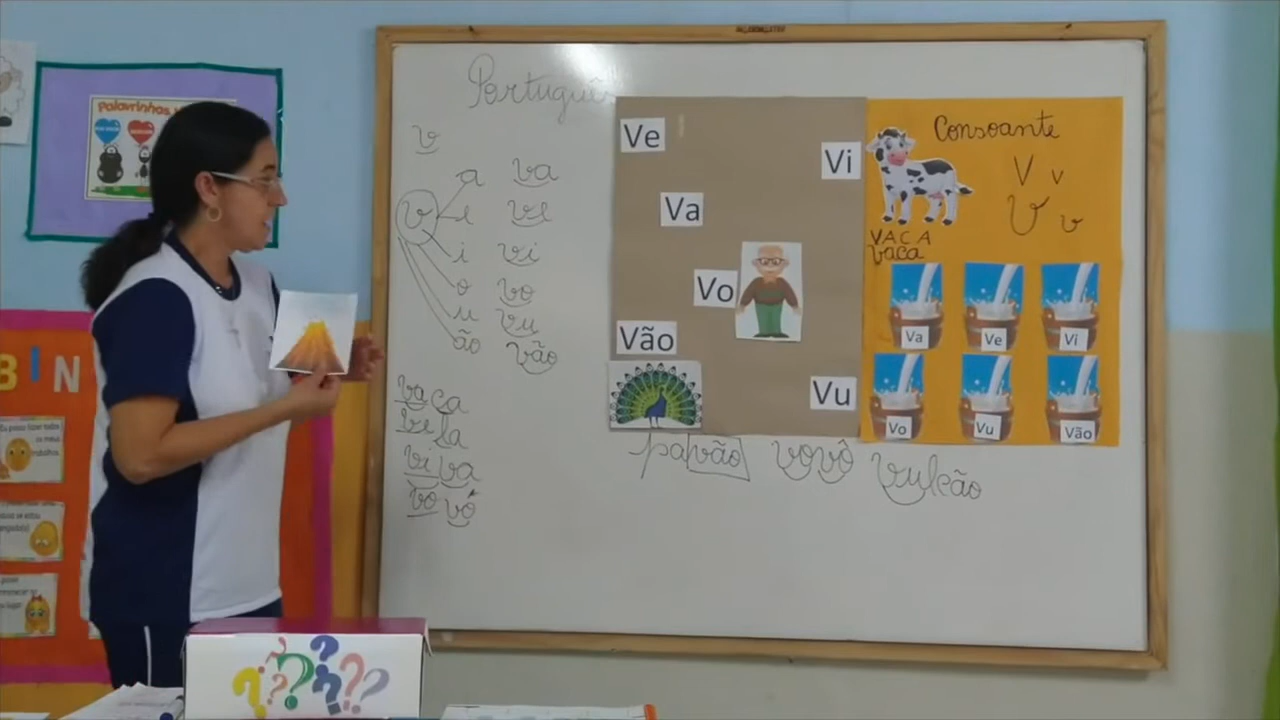 Português
v
v
a va
e ve
i vi
o vo
u vu
ão vão
vaca
vela
viva
vovó
Ve
Vi
Va
Vo
Vão
Vu
pavão vovô vulcão
Consoante
V v
V v
VACA
vaca
Va Ve Vi
Vo Vu Vão
Palavrinhas
BIN